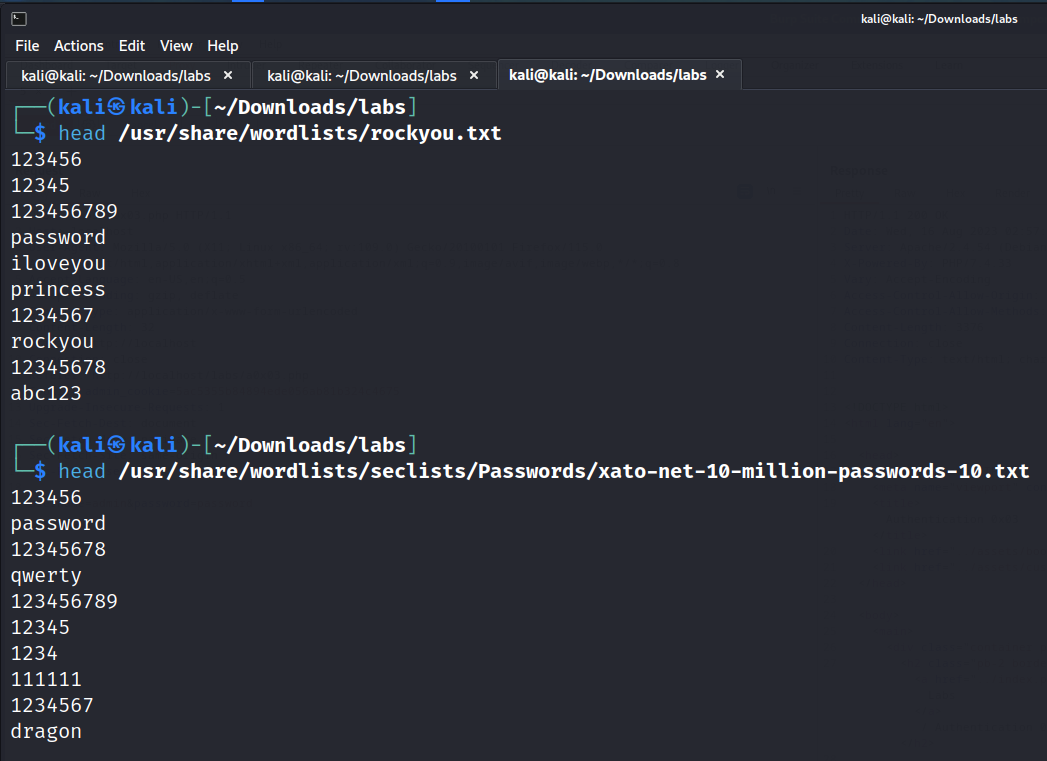 kali@kali: ~/Downloads/labs
File Actions Edit View Help
kali@kali: ~/Downloads/labs × kali@kali: ~/Downloads/labs × kali@kali: ~/Downloads/labs ×
┌──(kali㉿kali)-[~/Downloads/labs]
└─$ head /usr/share/wordlists/rockyou.txt
123456
12345
123456789
password
iloveyou
princess
1234567
rockyou
12345678
abc123
┌──(kali㉿kali)-[~/Downloads/labs]
└─$ head /usr/share/wordlists/seclists/Passwords/xato-net-10-million-passwords-10.txt
123456
password
12345678
qwerty
123456789
12345
1234
111111
1234567
dragon